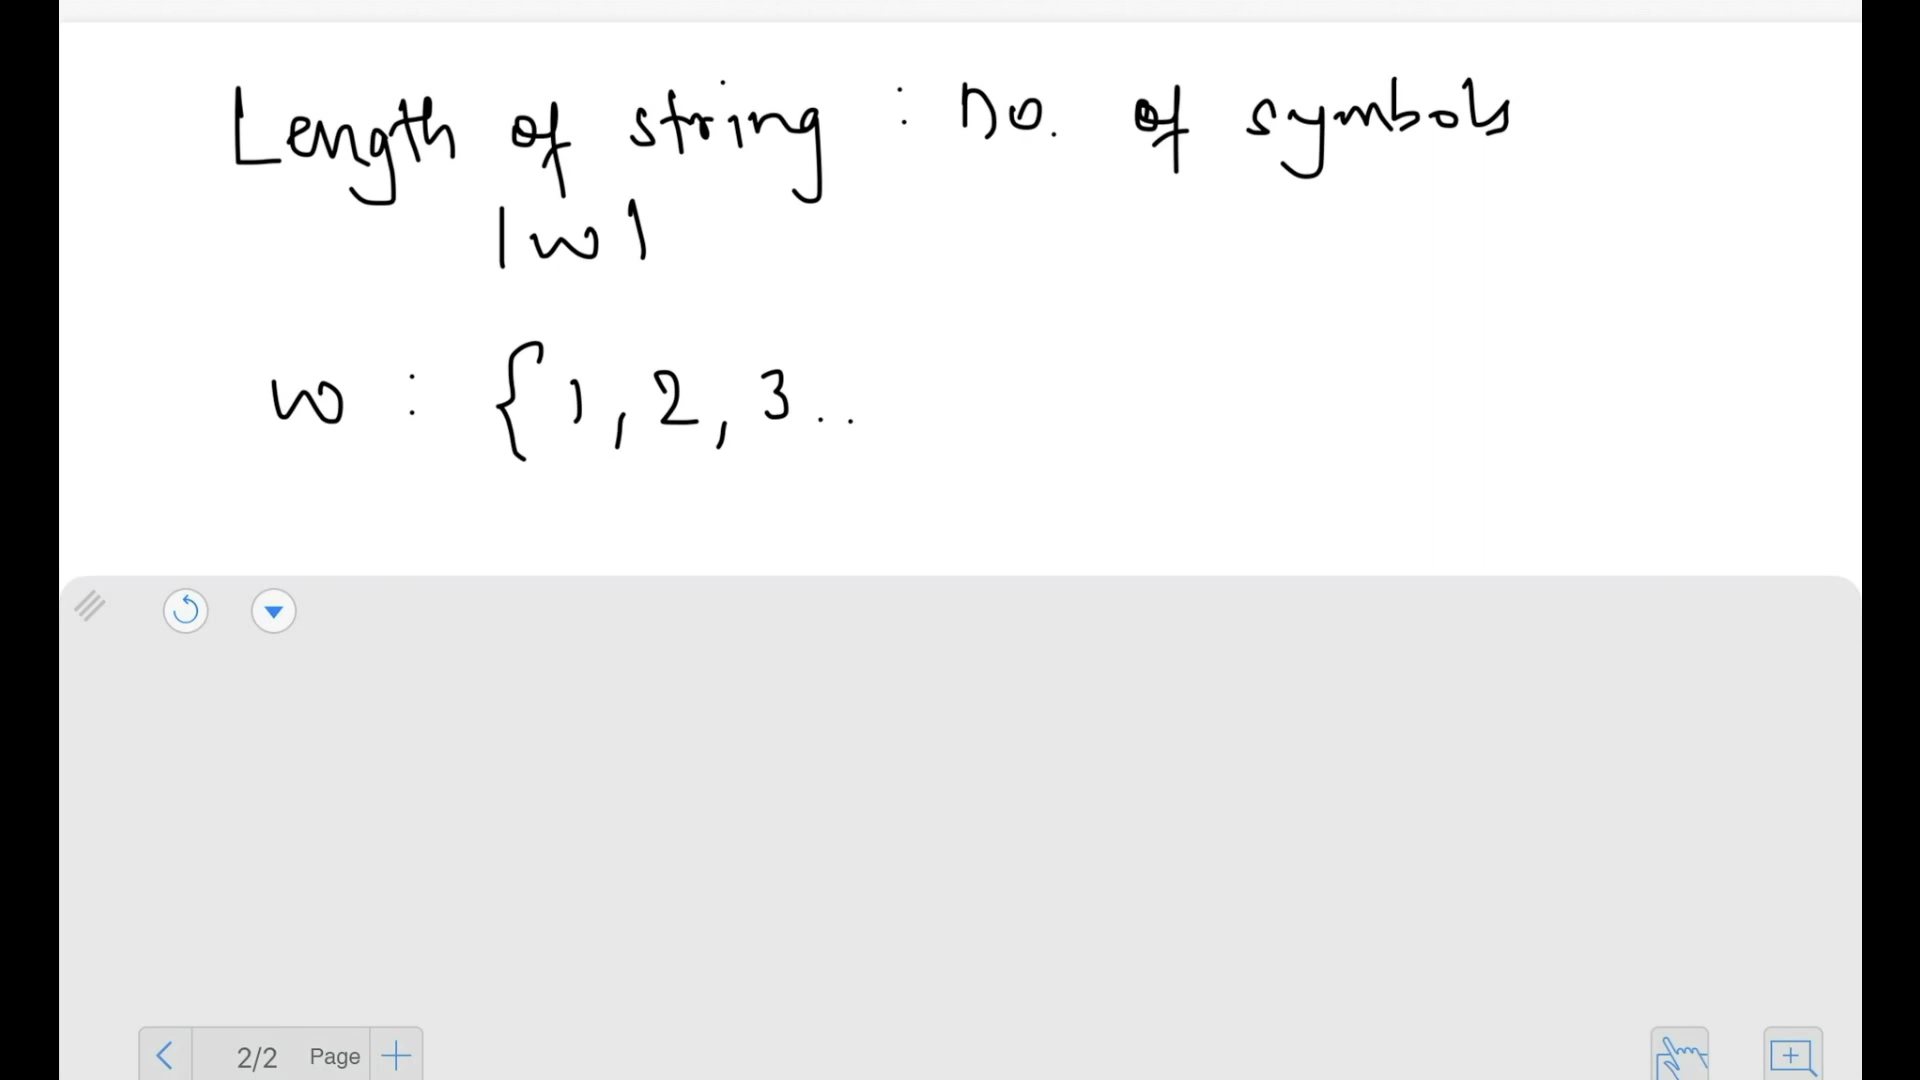 Length of string : no. of symbols
|w|
w : {1, 2, 3..
2/2 Page